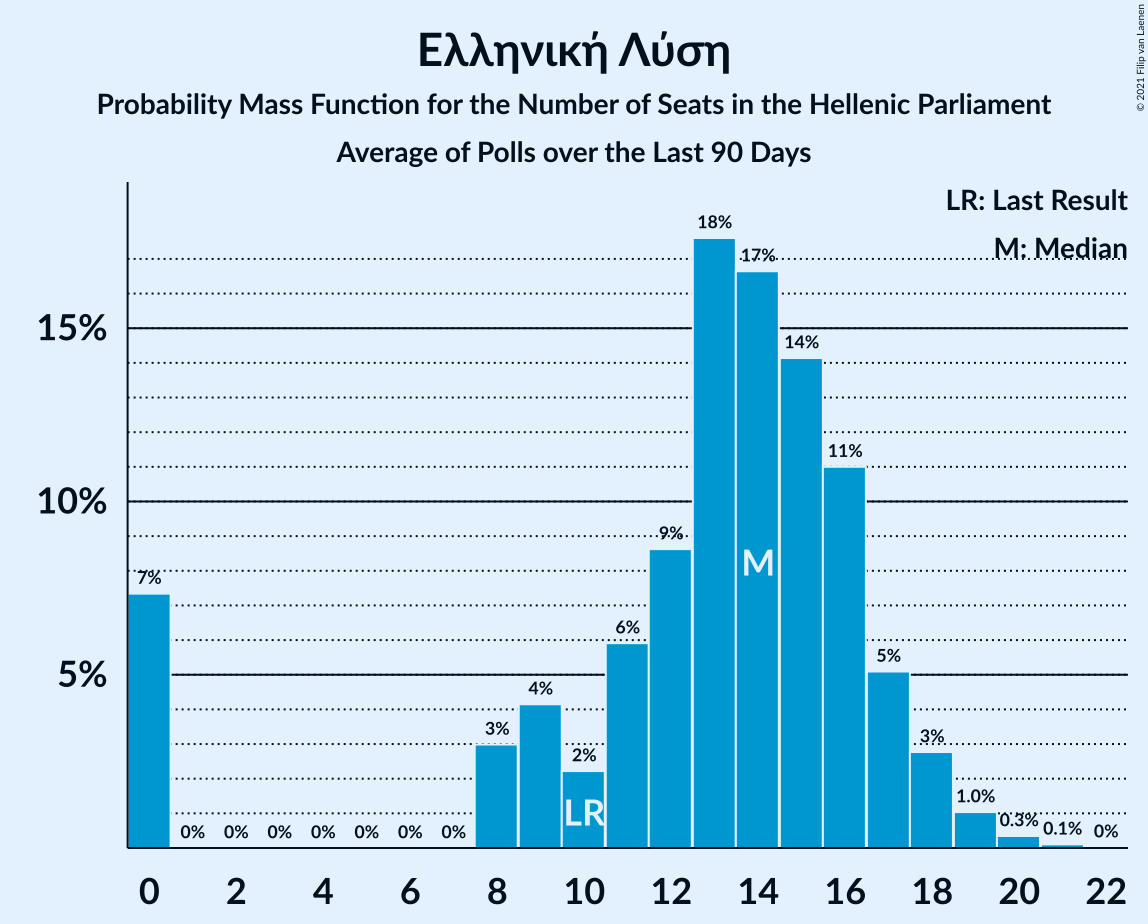 Ελληνική Λύση
Probability Mass Function for the Number of Seats in the Hellenic Parliament
Average of Polls over the Last 90 Days
© 2021 Filip van Laenen
LR: Last Result
M: Median
18%
17%
15%
14%
11%
10%
9%
7%
6%
5%
5%
4%
3%
3%
2%
1.0%
0.3%
0.1%
0% 0% 0% 0% 0% 0% 0% 0%
M
LR
0 2 4 6 8 10 12 14 16 18 20 22